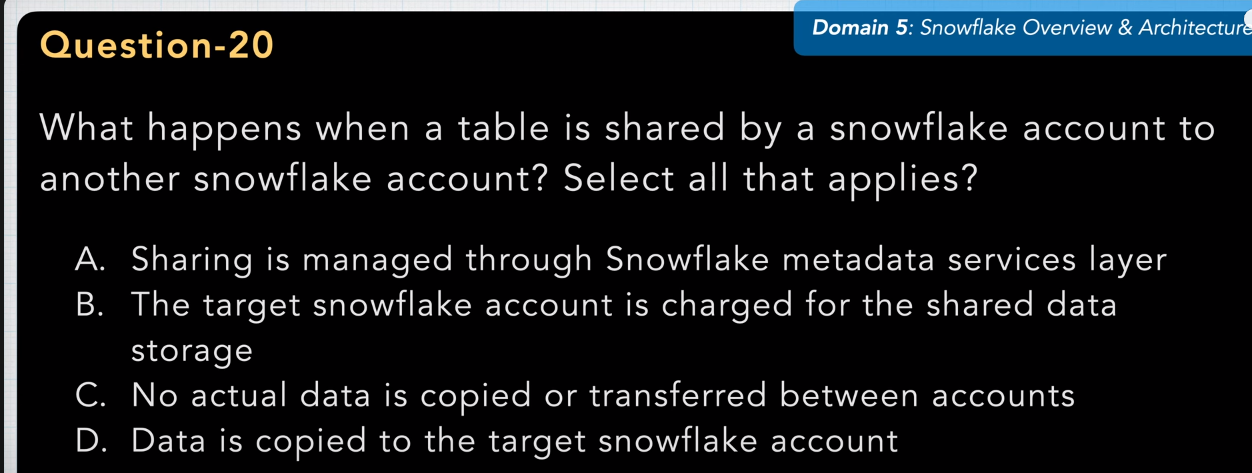 Domain 5: Snowflake Overview & Architecture
Question-20
What happens when a table is shared by a snowflake account to
another snowflake account? Select all that applies?
A. Sharing is managed through Snowflake metadata services layer
B. The target snowflake account is charged for the shared data
storage
C. No actual data is copied or transferred between accounts
D. Data is copied to the target snowflake account